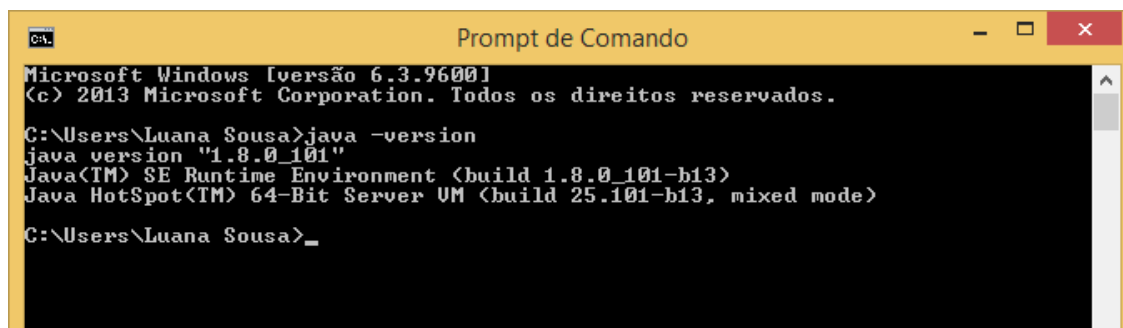 Prompt de Comando
Microsoft Windows [versão 6.3.9600]
(c) 2013 Microsoft Corporation. Todos os direitos reservados.
C:\Users\Luana Sousa>java -version
java version "1.8.0_101"
Java(TM) SE Runtime Environment (build 1.8.0_101-b13)
Java HotSpot(TM) 64-Bit Server VM (build 25.101-b13, mixed mode)
C:\Users\Luana Sousa>_